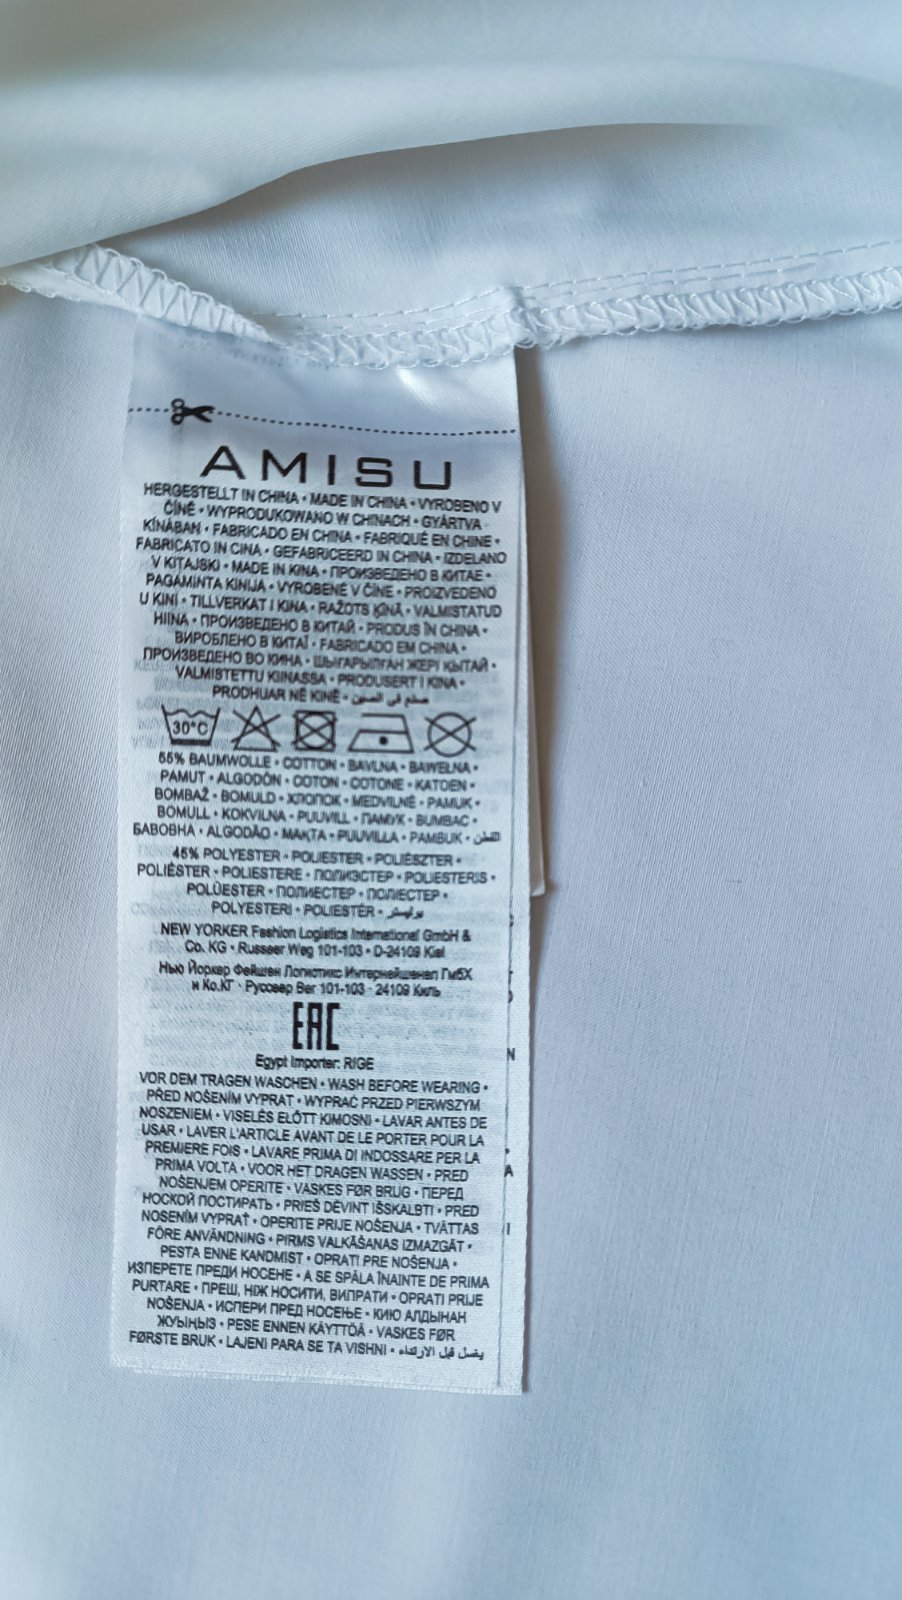 AMISU
HERGESTELLT IN CHINA • MADE IN CHINA • VYROBENO V
ČÍNĚ • WYPRODUKOWANO W CHINACH • GYÁRTVA
KÍNÁBAN • FABRICADO EN CHINA • FABRIQUÉ EN CHINE •
FABRICATO IN CINA • GEFABRICEERD IN CHINA • IZDELANO
V KITAJSKI • MADE IN KINA • ПРОИЗВЕДЕНО В КИТАЕ •
PAGAMINTA KINIJA • VYROBENÉ V ČÍNE • PROIZVEDENO
U KINI • TILLVERKAT I KINA • RAŽOTS ĶĪNĀ • VALMISTATUD
HIINA • ПРОИЗВЕДЕНО В КИТАЙ • PRODUS ÎN CHINA •
ВИРОБЛЕНО В КИТАЇ • FABRICADO EM CHINA •
ПРОИЗВЕДЕНО ВО КИНА • ШЫҒАРЫЛҒАН ЖЕРІ ҚЫТАЙ •
VALMISTETTU KIINASSA • PRODUSERT I KINA •
PRODHUAR NË KINË • صنع في الصين
30°C
55% BAUMWOLLE • COTTON • BAVLNA • BAWEŁNA •
PAMUT • ALGODÓN • COTON • COTONE • KATOEN •
BOMBAŽ • BOMULD • ХЛОПОК • MEDVILNĖ • PAMUK •
BOMULL • KOKVILNA • PUUVILL • ПАМУК • BUMBAC •
БАВОВНА • ALGODÃO • МАКТА • PUUVILLA • PAMBUK • القطن
45% POLYESTER • POLIESTER • POLIÉSZTER •
POLIÉSTER • POLIESTERE • ПОЛИЭСТЕР • POLIESTERIS •
POLÜESTER • ПОЛИЕСТЕР • ПОЛІЕСТЕР •
POLYESTERI • POLIESTËR • بوليستر
NEW YORKER Fashion Logistics International GmbH &
Co. KG • Russeer Weg 101-103 • D-24109 Kiel
Нью Йоркер Фейшен Логистикс Интернейшенел ГмбХ
и Ко.КГ · Руссеер Вег 101-103 · 24109 Киль
EAC
Egypt Importer: RIGE
VOR DEM TRAGEN WASCHEN • WASH BEFORE WEARING •
PŘED NOŠENÍM VYPRAT • WYPRAĆ PRZED PIERWSZYM
NOSZENIEM • VISELÉS ELŐTT KIMOSNI • LAVAR ANTES DE
USAR • LAVER L'ARTICLE AVANT DE LE PORTER POUR LA
PREMIERE FOIS • LAVARE PRIMA DI INDOSSARE PER LA
PRIMA VOLTA • VOOR HET DRAGEN WASSEN • PRED
NOŠENJEM OPERITE • VASKES FØR BRUG • ПЕРЕД
НОСКОЙ ПОСТИРАТЬ • PRIEŠ DĖVINT IŠSKALBTI • PRED
NOSENÍM VYPRAŤ • OPERITE PRIJE NOŠENJA • TVÄTTAS
FÖRE ANVÄNDNING • PIRMS VALKĀŠANAS IZMAZGĀT •
PESTA ENNE KANDMIST • OPRATI PRE NOŠENJA •
ИЗПЕРЕТЕ ПРЕДИ НОСЕНЕ • A SE SPĂLA ÎNAINTE DE PRIMA
PURTARE • ПРЕШ, НІЖ НОСИТИ, ВИПРАТИ • OPRATI PRIJE
NOŠENJA • ИСПЕРИ ПРЕД НОСЕЊЕ • КИЮ АЛДЫНАН
ЖУЫҢЫЗ • PESE ENNEN KÄYTTÖÄ • VASKES FØR
FØRSTE BRUK • LAJENI PARA SE TA VISHNI • يغسل قبل الارتداء